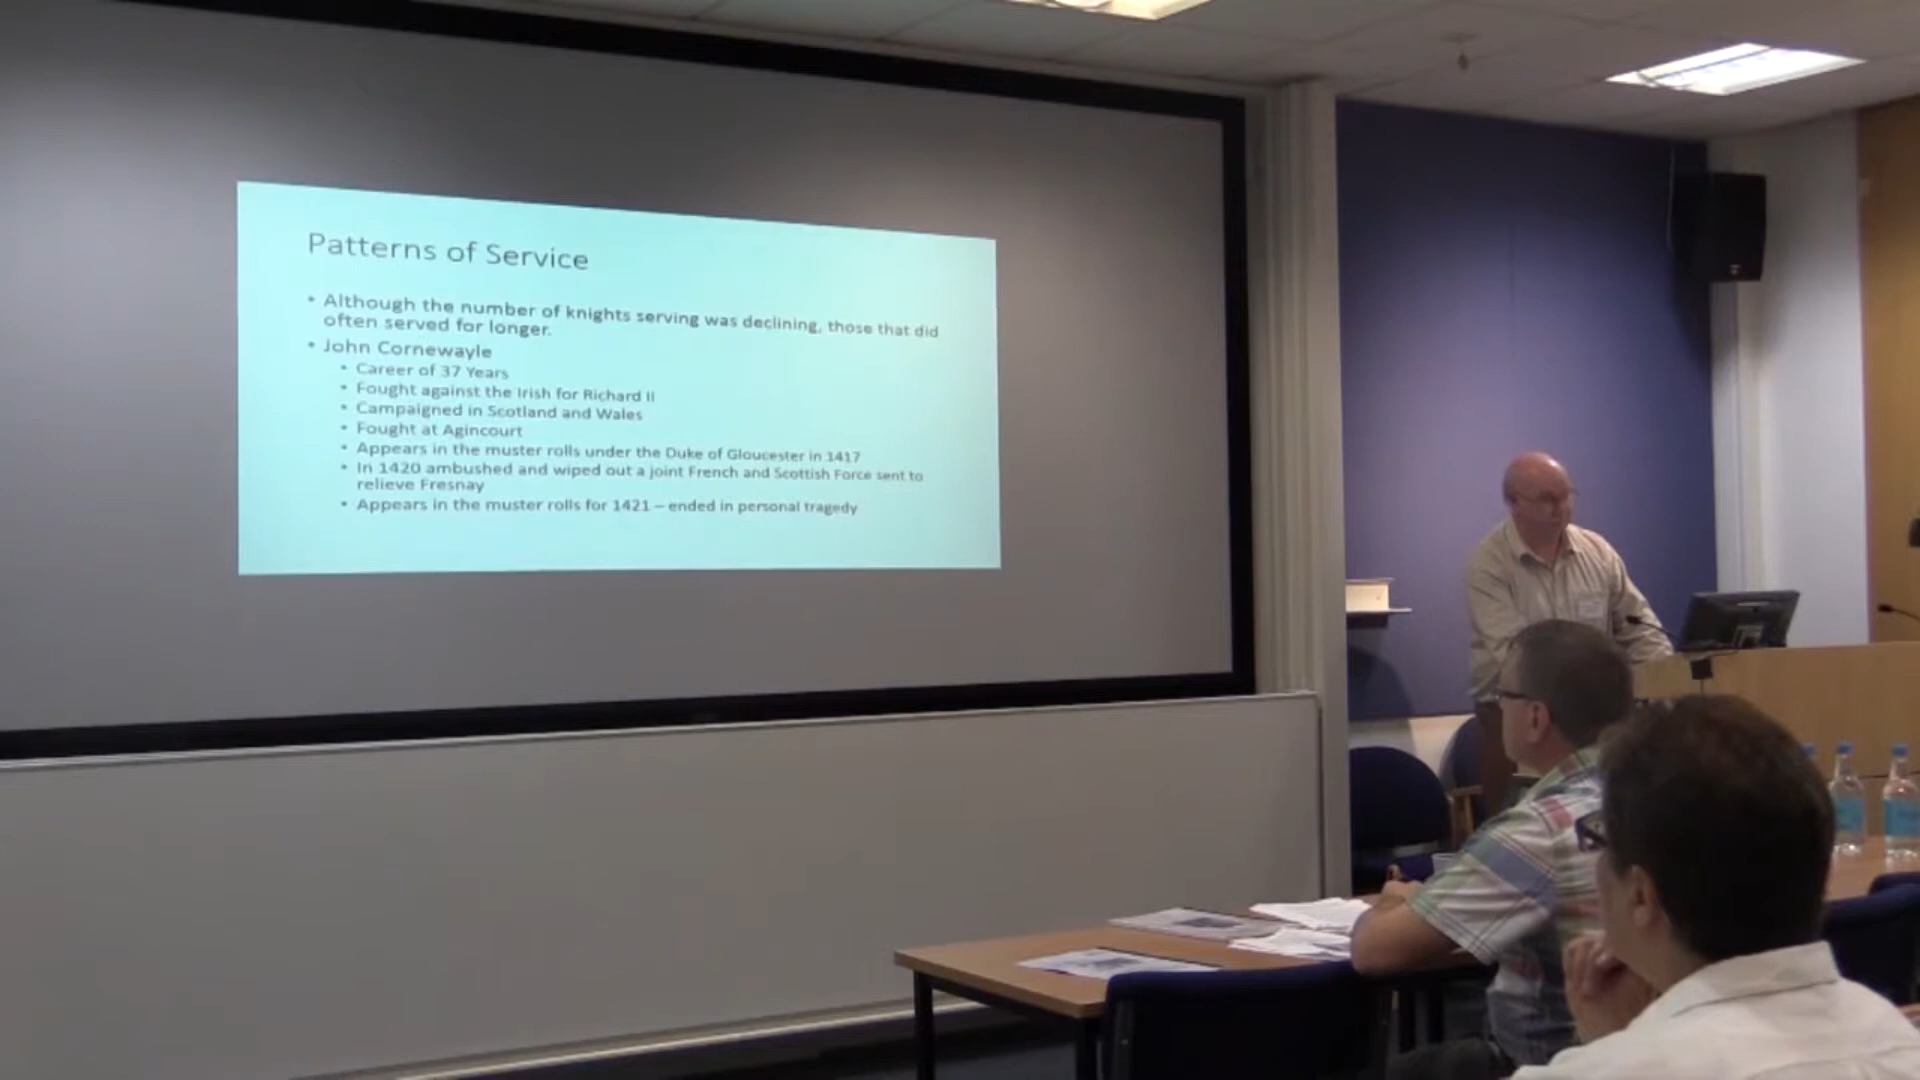 Patterns of Service
• Although the number of knights serving was declining, those that did
often served for longer.
• John Cornewayle
• Career of 37 Years
• Fought against the Irish for Richard II
• Campaigned in Scotland and Wales
• Fought at Agincourt
• Appears in the muster rolls under the Duke of Gloucester in 1417
• In 1420 ambushed and wiped out a joint French and Scottish Force sent to
relieve Fresnay
• Appears in the muster rolls for 1421 – ended in personal tragedy